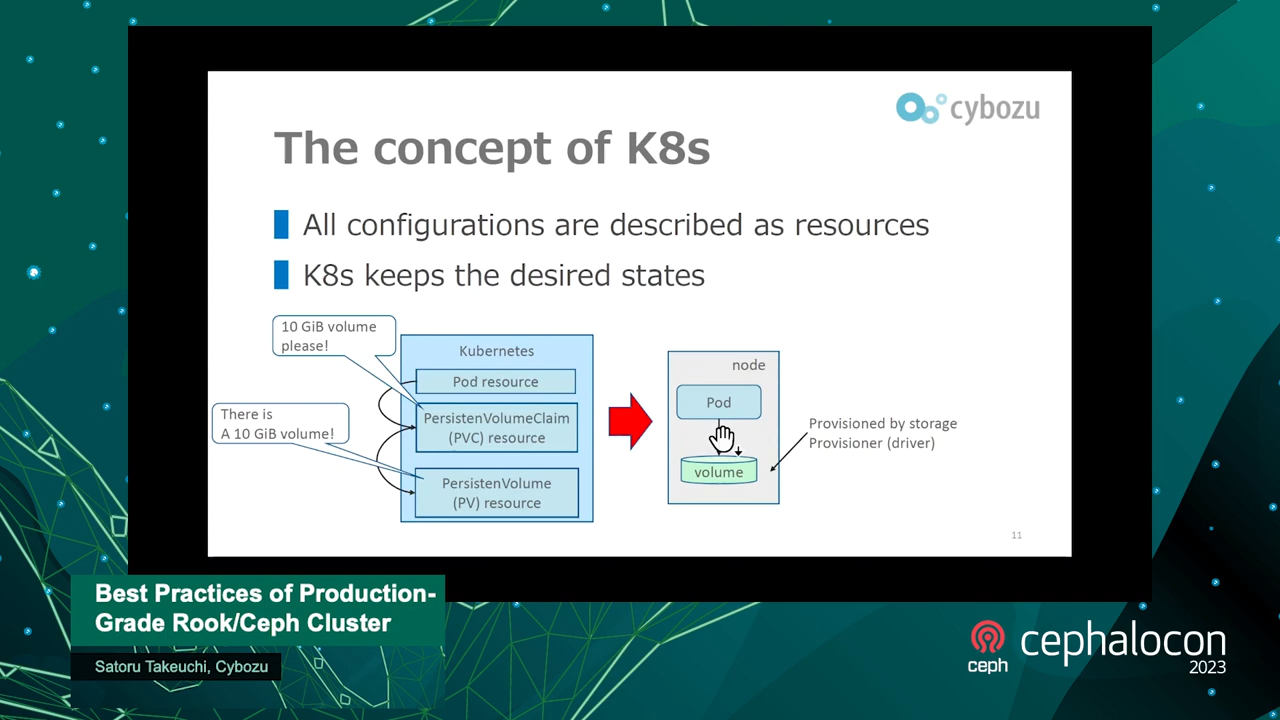 cybozu
The concept of K8s
All configurations are described as resources
K8s keeps the desired states
10 GiB volume
please!
Kubernetes
Pod resource
There is
A 10 GiB volume!
PersistenVolumeClaim
(PVC) resource
PersistenVolume
(PV) resource
node
Pod
volume
Provisioned by storage
Provisioner (driver)
11
Best Practices of Production-
Grade Rook/Ceph Cluster
Satoru Takeuchi, Cybozu
ceph
cephalocon
2023